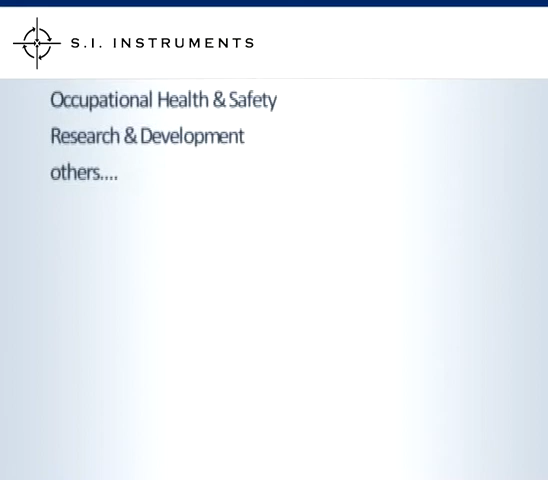 S.I. INSTRUMENTS
Occupational Health & Safety
Research & Development
others....